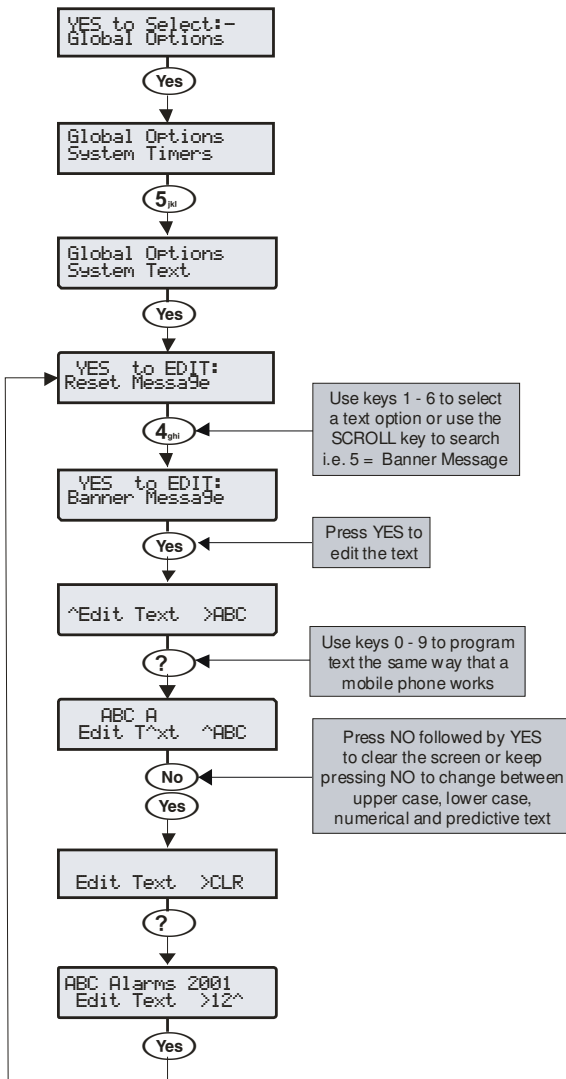 YES to Select:-
Global Options
Yes
Global Options
System Timers
5jkl
Global Options
System Text
Yes
YES to EDIT:
Reset Message
4ghi
Use keys 1 - 6 to select
a text option or use the
SCROLL key to search
i.e. 5 = Banner Message
YES to EDIT:
Banner Message
Yes
Press YES to
edit the text
^Edit Text >ABC
?
Use keys 0 - 9 to program
text the same way that a
mobile phone works
ABC A
Edit T^xt ^ABC
No
Yes
Press NO followed by YES
to clear the screen or keep
pressing NO to change between
upper case, lower case,
numerical and predictive text
Edit Text >CLR
?
ABC Alarms 2001
Edit Text >12^
Yes